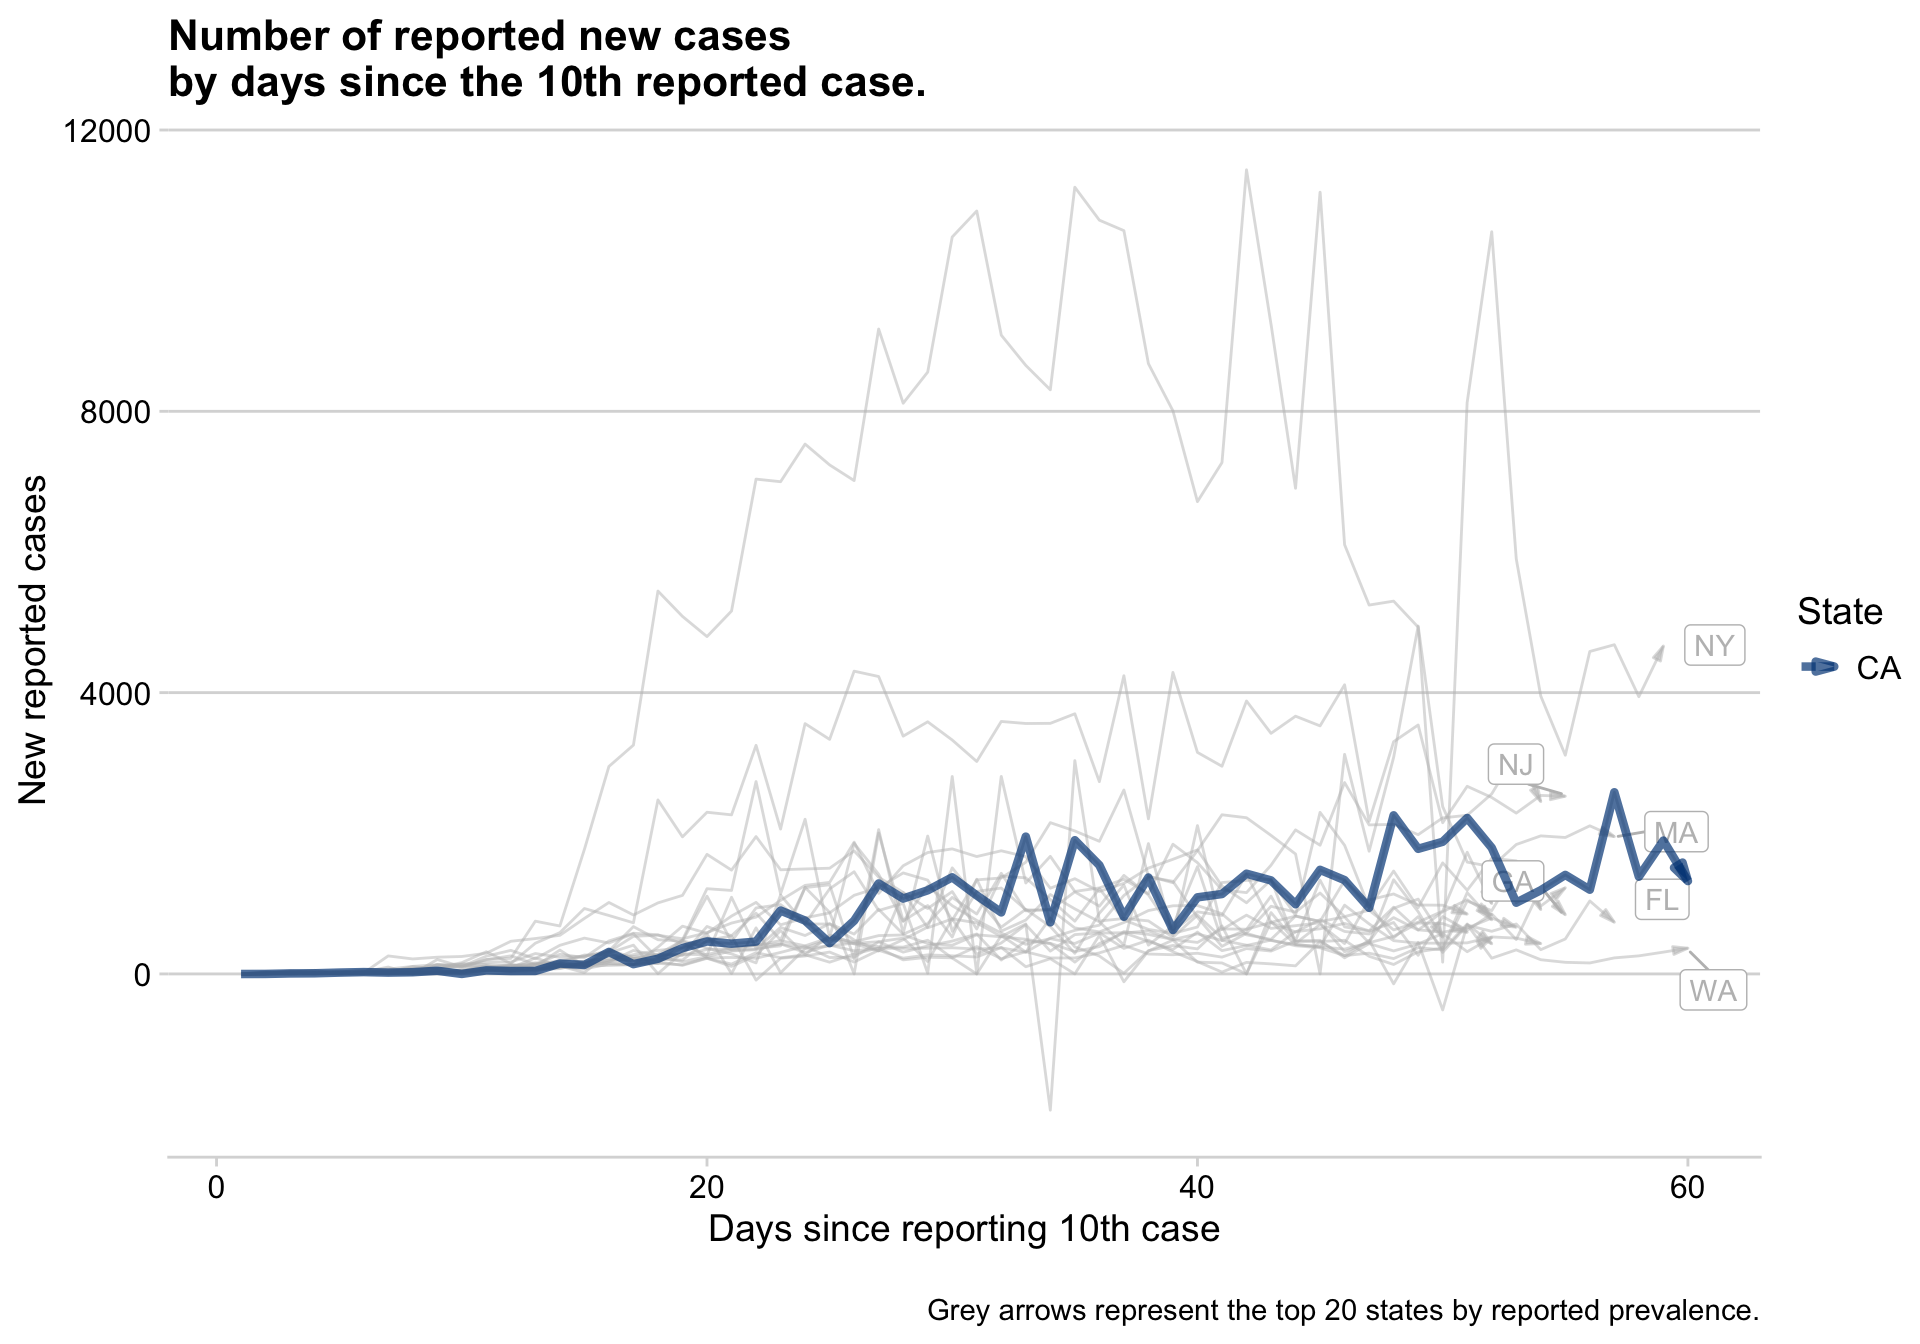 Number of reported new cases
by days since the 10th reported case.
12000
8000
4000
0
New reported cases
NY
NJ
MA
GA
FL
WA
State
CA
0
20
40
60
Days since reporting 10th case
Grey arrows represent the top 20 states by reported prevalence.